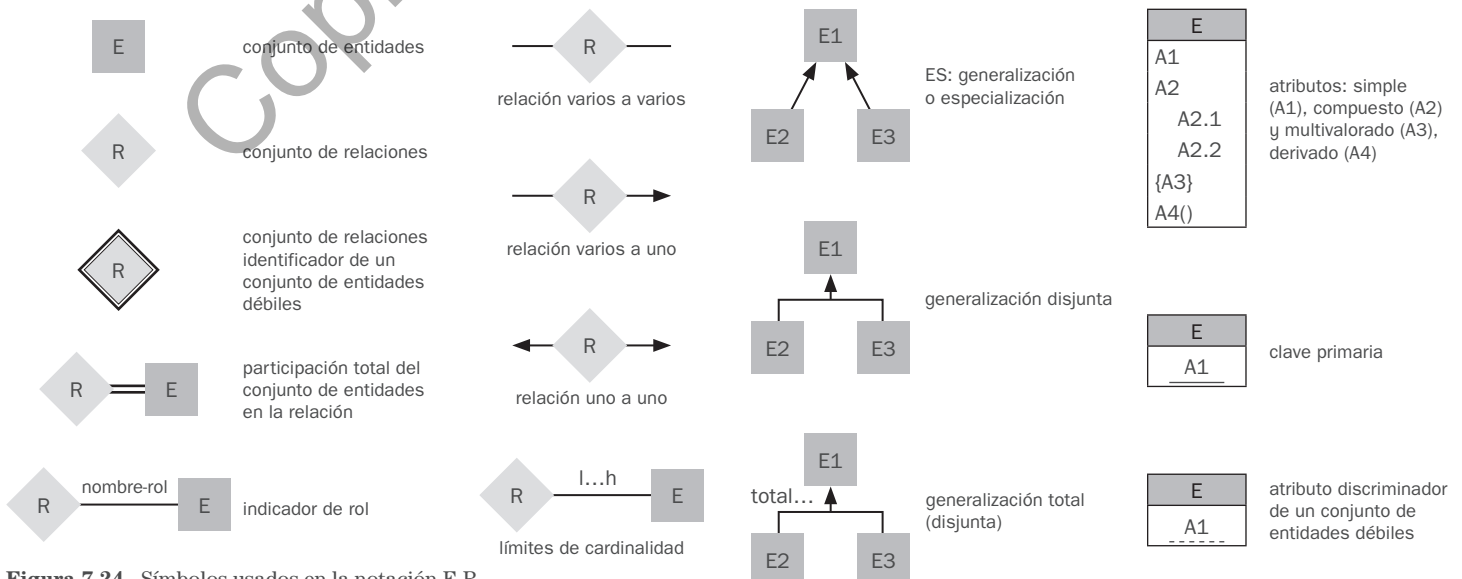 E
conjunto de entidades
R
conjunto de relaciones
R
conjunto de relaciones
identificador de un
conjunto de entidades
débiles
R
E
participación total del
conjunto de entidades
en la relación
R
nombre-rol
E
indicador de rol
R
relación varios a varios
R
relación varios a uno
R
relación uno a uno
R
l…h
E
límites de cardinalidad
E1
E2
E3
ES: generalización
o especialización
E1
E2
E3
generalización disjunta
E1
total…
E2
E3
generalización total
(disjunta)
E
A1
A2
A2.1
A2.2
{A3}
A4()
atributos: simple
(A1), compuesto (A2)
y multivalorado (A3),
derivado (A4)
E
A1
clave primaria
E
A1
atributo discriminador
de un conjunto de
entidades débiles
Figura 7.24. Símbolos usados en la notación E-R.